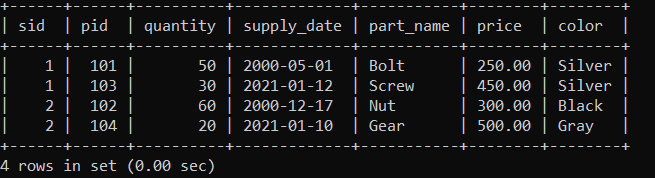 +------+------+----------+-------------+-----------+--------+--------+
| sid | pid | quantity | supply_date | part_name | price | color |
+------+------+----------+-------------+-----------+--------+--------+
| 1 | 101 | 50 | 2000-05-01 | Bolt | 250.00 | Silver |
| 1 | 103 | 30 | 2021-01-12 | Screw | 450.00 | Silver |
| 2 | 102 | 60 | 2000-12-17 | Nut | 300.00 | Black |
| 2 | 104 | 20 | 2021-01-10 | Gear | 500.00 | Gray |
+------+------+----------+-------------+-----------+--------+--------+
4 rows in set (0.00 sec)